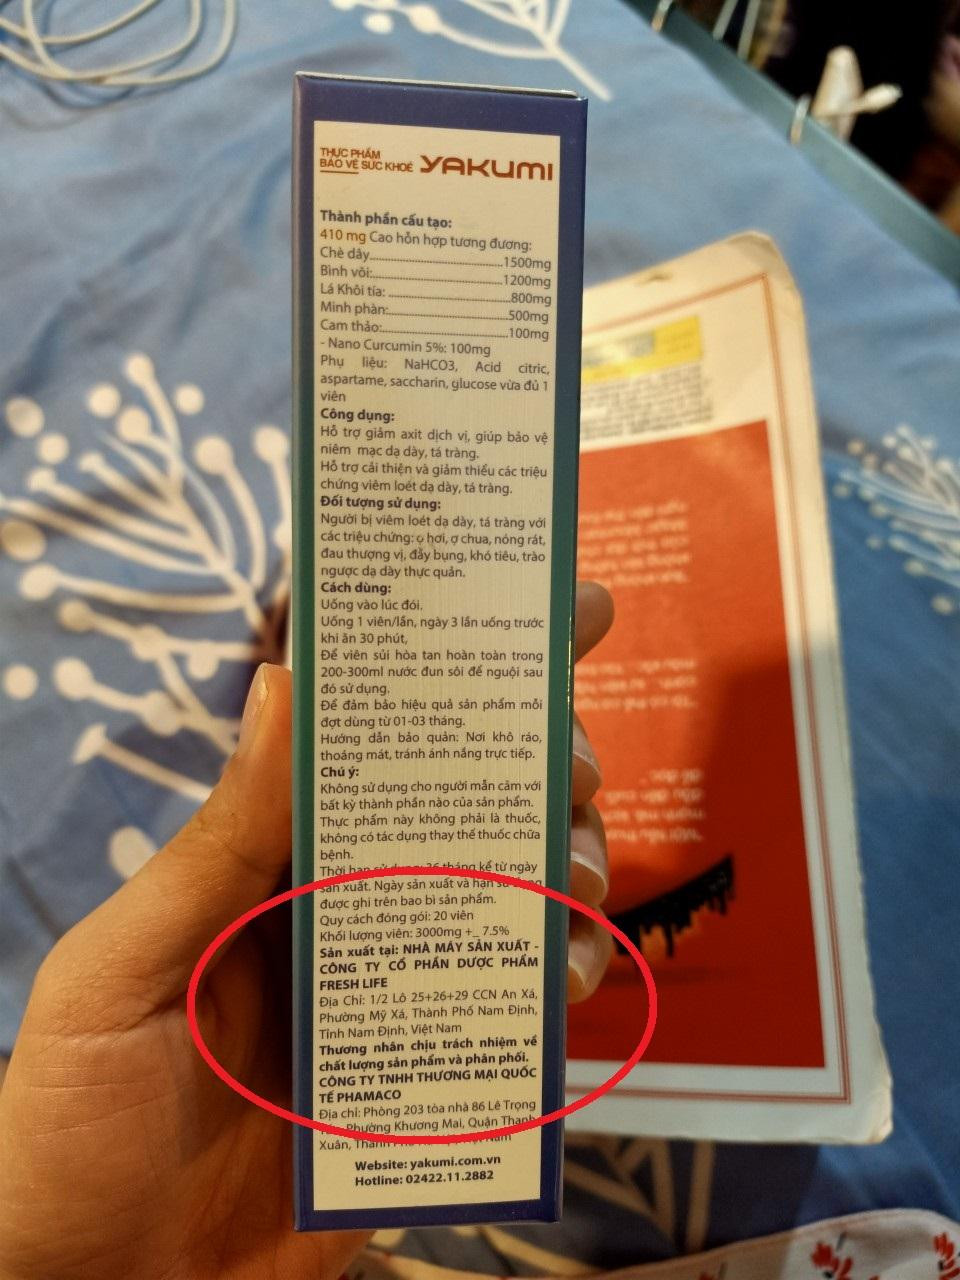 THỰC PHẨM
BẢO VỆ SỨC KHOẺ YAKUMI
Thành phần cấu tạo:
410 mg Cao hỗn hợp tương đương:
Chè dây..............................1500mg
Bình vôi:..............................1200mg
Lá Khôi tía: ..............................800mg
Minh phàn:..............................500mg
Cam thảo:..............................100mg
- Nano Curcumin 5%: 100mg
Phụ liệu: NaHCO3, Acid citric,
aspartame, saccharin, glucose vừa đủ 1
viên
Công dụng:
Hỗ trợ giảm axit dịch vị, giúp bảo vệ
niêm mạc dạ dày, tá tràng.
Hỗ trợ cải thiện và giảm thiểu các triệu
chứng viêm loét dạ dày, tá tràng.
Đối tượng sử dụng:
Người bị viêm loét dạ dày, tá tràng với
các triệu chứng: ợ hơi, ợ chua, nóng rát,
đau thượng vị, đầy bụng, khó tiêu, trào
ngược dạ dày thực quản.
Cách dùng:
Uống vào lúc đói.
Uống 1 viên/lần, ngày 3 lần uống trước
khi ăn 30 phút,
Để viên sủi hòa tan hoàn toàn trong
200-300ml nước đun sôi để nguội sau
đó sử dụng.
Để đảm bảo hiệu quả sản phẩm mỗi
đợt dùng từ 01-03 tháng.
Hướng dẫn bảo quản: Nơi khô ráo,
thoáng mát, tránh ánh nắng trực tiếp.
Chú ý:
Không sử dụng cho người mẫn cảm với
bất kỳ thành phần nào của sản phẩm.
Thực phẩm này không phải là thuốc,
không có tác dụng thay thế thuốc chữa
bệnh.
Thời hạn sử dụng: 36 tháng kể từ ngày
sản xuất. Ngày sản xuất và hạn sử dụng
được ghi trên bao bì sản phẩm.
Quy cách đóng gói: 20 viên
Khối lượng viên: 3000mg +_ 7.5%
Sản xuất tại: NHÀ MÁY SẢN XUẤT -
CÔNG TY CỔ PHẦN DƯỢC PHẨM
FRESH LIFE
Địa Chỉ: 1/2 Lô 25+26+29 CCN An Xá,
Phường Mỹ Xá, Thành Phố Nam Định,
Tỉnh Nam Định, Việt Nam
Thương nhân chịu trách nhiệm về
chất lượng sản phẩm và phân phối.
CÔNG TY TNHH THƯƠNG MẠI QUỐC
TẾ PHAMACO
Địa chỉ: Phòng 203 tòa nhà 86 Lê Trọng
Phường Khương Mai, Quận Thanh
Xuân, Nam
Website: yakumi.com.vn
Hotline: 02422.11.2882